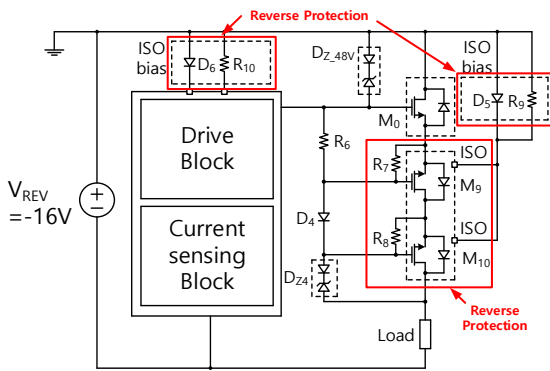 Reverse Protection
ISO
bias
D6
R10
DZ_48V
ISO
bias
D5
R9
M0
Drive
Block
R6
R7
ISO
M9
VREV
=-16V
D4
Current
sensing
Block
R8
ISO
M10
DZ4
Reverse
Protection
Load